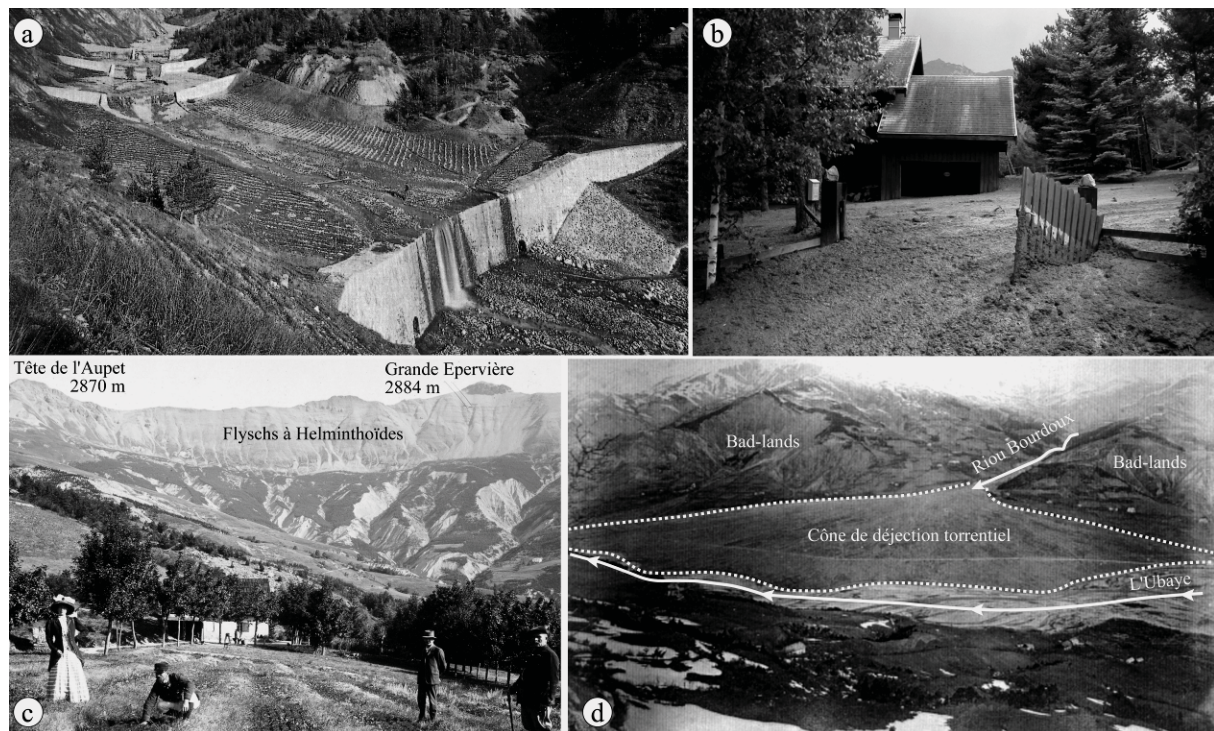 a
b
Tête de l'Aupet
2870 m
Grande Epervière
2884 m
Flyschs à Helminthoïdes
c
Bad-lands
Riou Bourdoux
Bad-lands
Cône de déjection torrentiel
L'Ubaye
d